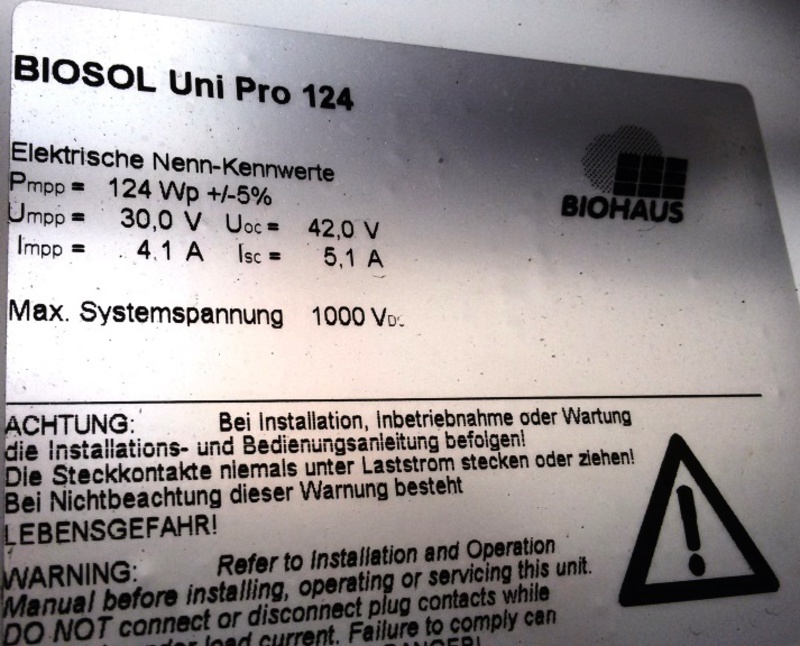 BIOSOL Uni Pro 124
BIOHAUS
Elektrische Nenn-Kennwerte
Pmpp = 124 Wp +/-5%
Umpp = 30,0 V Uoc = 42,0 V
Impp = 4,1 A Isc = 5,1 A
Max. Systemspannung 1000 VDC
ACHTUNG: Bei Installation, Inbetriebnahme oder Wartung
die Installations- und Bedienungsanleitung befolgen!
Die Steckkontakte niemals unter Laststrom stecken oder ziehen!
Bei Nichtbeachtung dieser Warnung besteht
LEBENSGEFAHR!
WARNING: Refer to Installation and Operation
Manual before installing, operating or servicing this unit.
DO NOT connect or disconnect plug contacts while
under load current. Failure to comply can
DANGER!